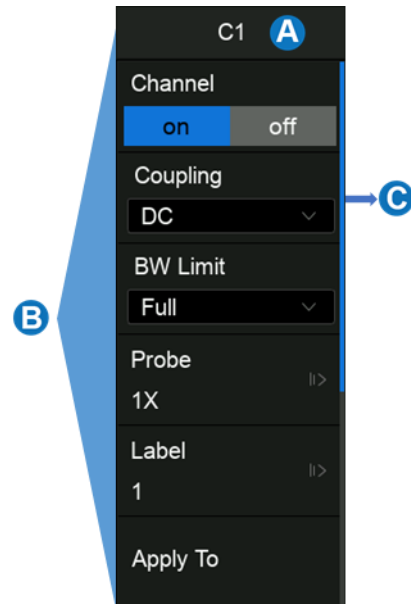 C1 A
Channel
on off
Coupling
DC
C
BW Limit
Full
B
Probe
1X
Label
1
Apply To